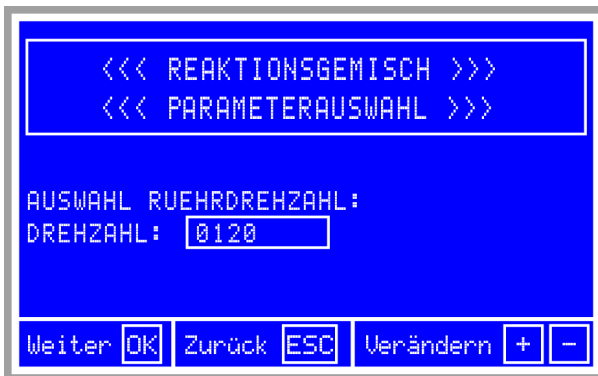 <<< REAKTIONSGEMISCH >>>
<<< PARAMETERAUSWAHL >>>
AUSWAHL RUEHRDREHZAHL:
DREHZAHL: 0120
Weiter OK Zurück ESC Verändern + -